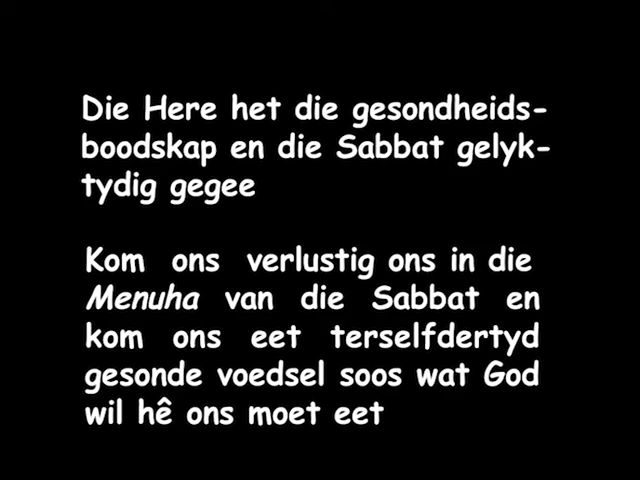 Die Here het die gesondheids-
boodskap en die Sabbat gelyk-
tydig gegee
Kom ons verlustig ons in die
Menuha van die Sabbat en
kom ons eet terselfdertyd
gesonde voedsel soos wat God
wil hê ons moet eet